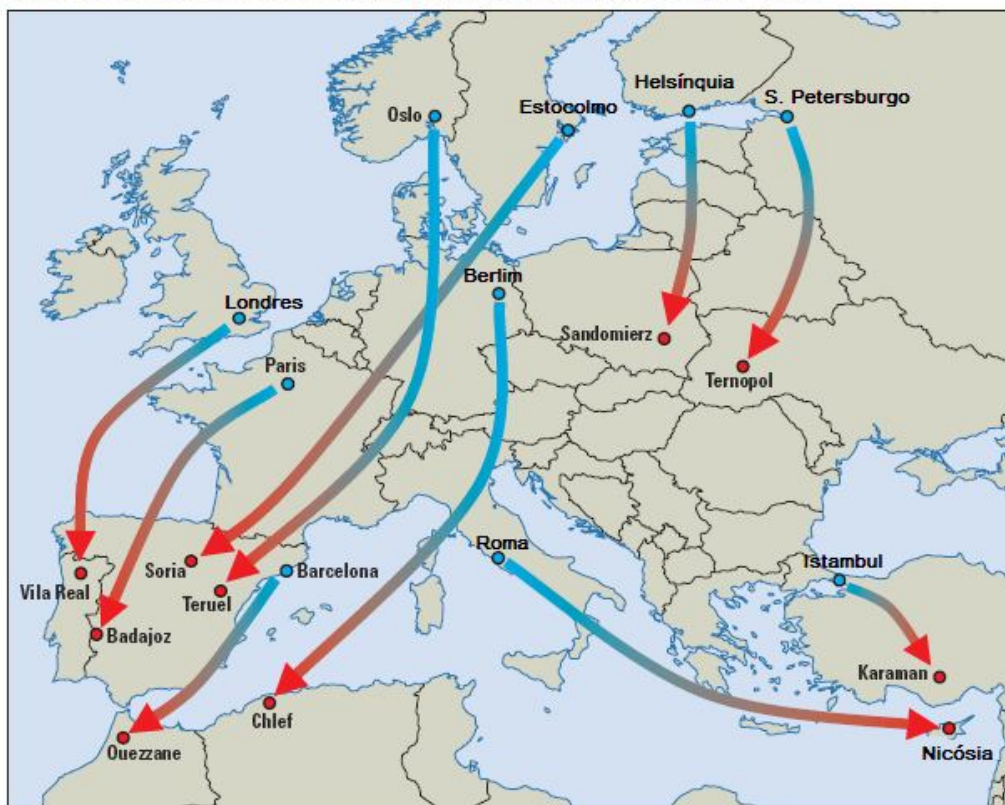 Helsínquia
Oslo
Estocolmo
S. Petersburgo
Berlim
Londres
Sandomierz
Paris
Ternopol
Roma
Istambul
Soria
Barcelona
Vila Real
Teruel
Badajoz
Karaman
Chlef
Ouezzane
Nicósia